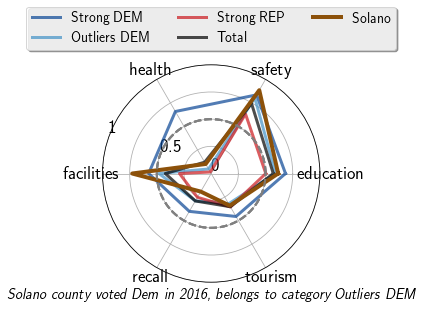 Strong DEM Strong REP Solano
Outliers DEM Total
health safety
1
0.5
facilities 0 education
recall tourism
Solano county voted Dem in 2016, belongs to category Outliers DEM